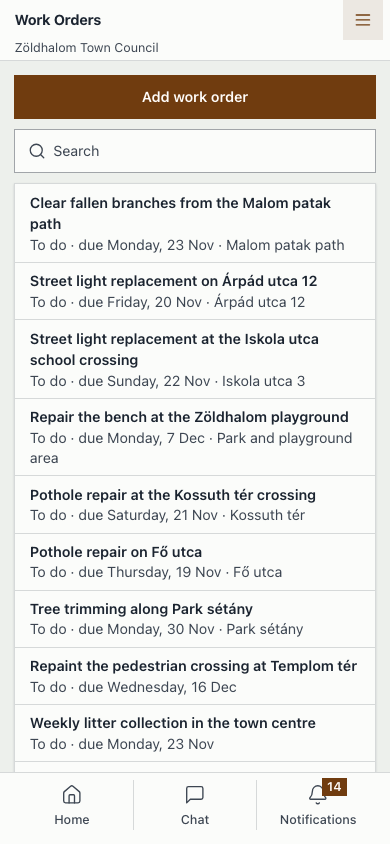 Work Orders
Zöldhalom Town Council
Add work order
Search
Clear fallen branches from the Malom patak
path
To do · due Monday, 23 Nov · Malom patak path
Street light replacement on Árpád utca 12
To do · due Friday, 20 Nov · Árpád utca 12
Street light replacement at the Iskola utca
school crossing
To do · due Sunday, 22 Nov · Iskola utca 3
Repair the bench at the Zöldhalom playground
To do · due Monday, 7 Dec · Park and playground
area
Pothole repair at the Kossuth tér crossing
To do · due Saturday, 21 Nov · Kossuth tér
Pothole repair on Fő utca
To do · due Thursday, 19 Nov · Fő utca
Tree trimming along Park sétány
To do · due Monday, 30 Nov · Park sétány
Repaint the pedestrian crossing at Templom tér
To do · due Wednesday, 16 Dec
Weekly litter collection in the town centre
To do · due Monday, 23 Nov
14
Home
Chat
Notifications